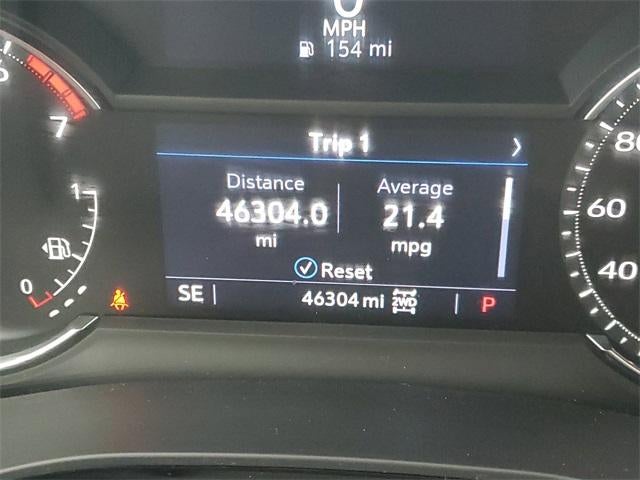 0
MPH
154 mi
7
Trip 1
Distance Average
46304.0 21.4
mi mpg
Reset
SE 46304 mi 2WD P
1
0
80
60
40